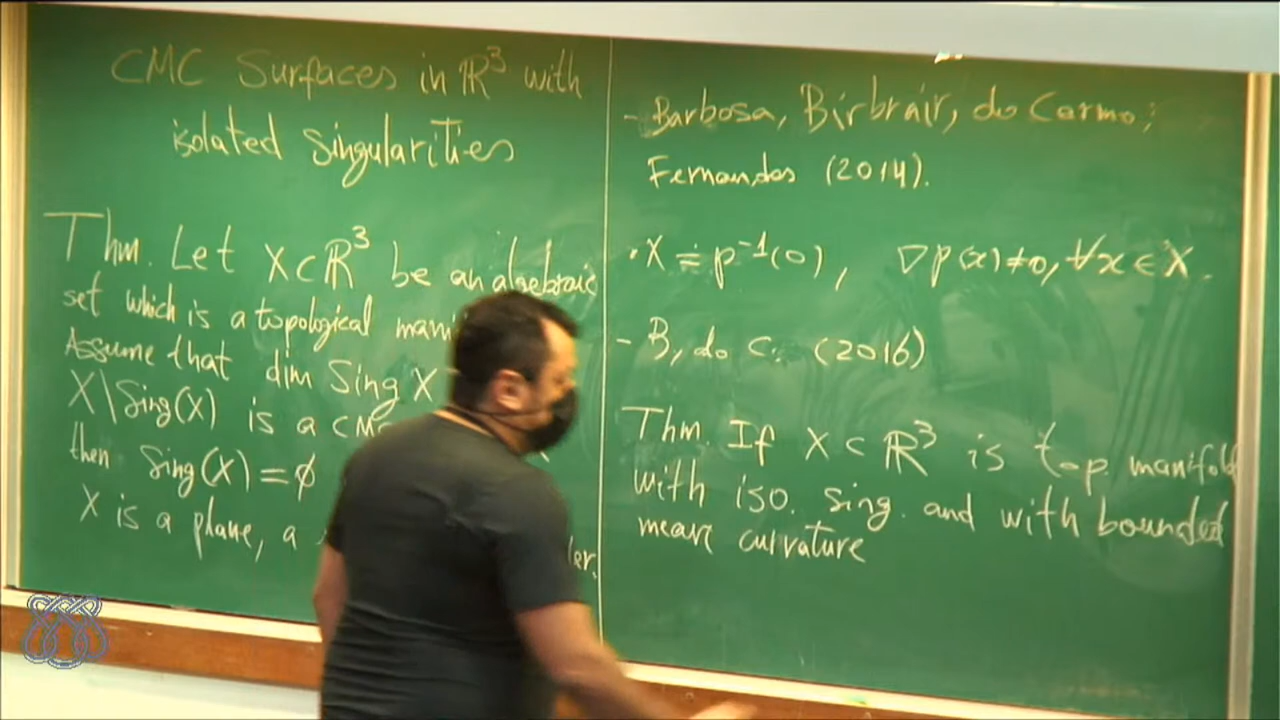 CMC Surfaces in ℝ³ with
isolated singularities
Thm. Let X⊂ℝ³ be an algebraic
set which is a topological
Assume that dim Sing X
X\Sing(X) is a
then Sing(X)=∅
X is a plane, a
- Barbosa, Birbrair, do Carmo;
Fernandes (2014).
· X = p⁻¹(0), ∇p(x)≠0, ∀x∈X.
- B, do C. (2016)
Thm. If X⊂ℝ³ is top. manifold
with iso. sing. and with bounded
mean curvature